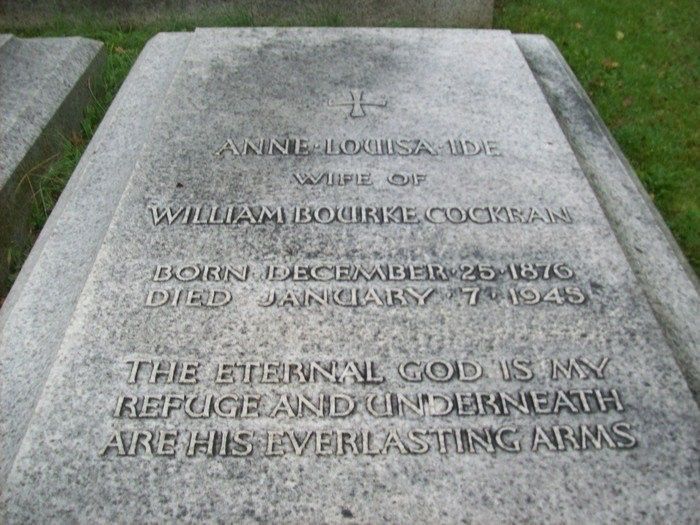 ANNE·LOUISA·IDE
WIFE OF
WILLIAM BOURKE COCKRAN
BORN DECEMBER·25·1876
DIED JANUARY·7·1945
THE ETERNAL GOD IS MY
REFUGE AND UNDERNEATH
ARE HIS EVERLASTING ARMS